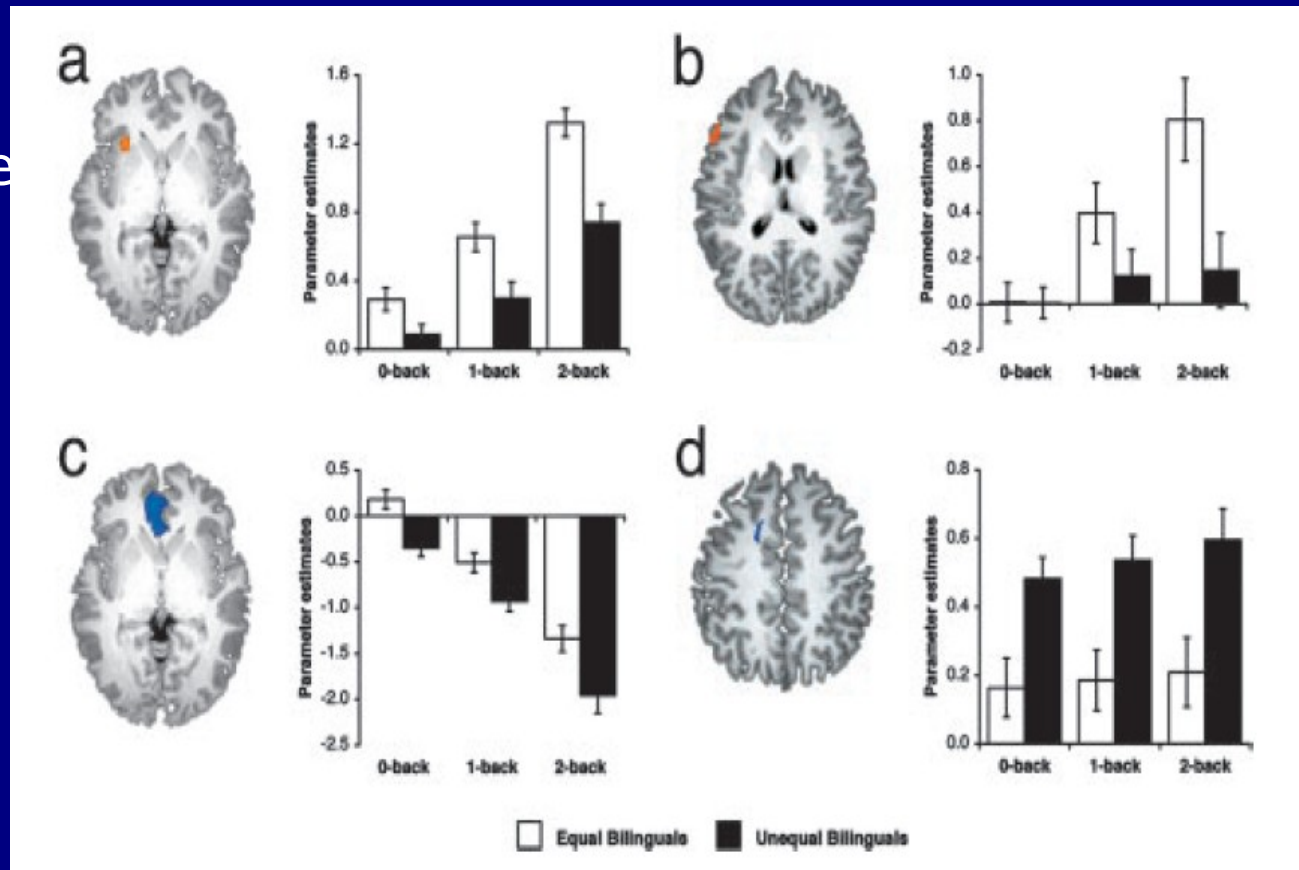 a
1.6
1.2
0.8
0.4
0.0
Parameter estimates
0-back 1-back 2-back
b
1.0
0.8
0.6
0.4
0.2
0.0
-0.2
Parameter estimates
0-back 1-back 2-back
c
0.5
0.0
-0.5
-1.0
-1.5
-2.0
-2.5
Parameter estimates
0-back 1-back 2-back
d
0.8
0.6
0.4
0.2
0.0
Parameter estimates
0-back 1-back 2-back
Equal Bilinguals Unequal Bilinguals